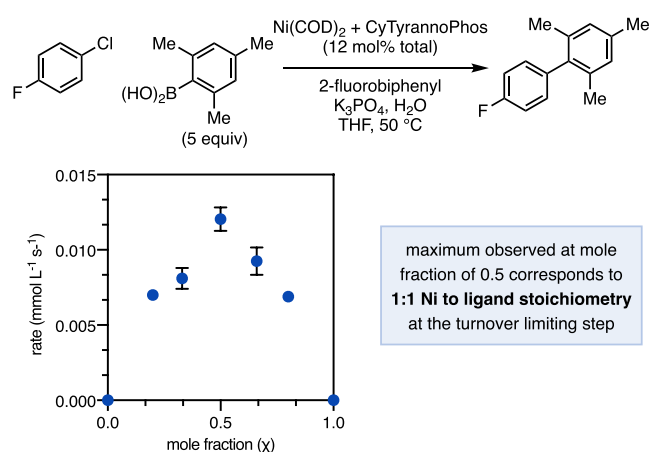 Cl
F
(HO)₂B
Me
Me
Me
(5 equiv)
Ni(COD)₂ + CyTyrannoPhos
(12 mol% total)
2-fluorobiphenyl
K₃PO₄, H₂O
THF, 50 °C
Me
Me
Me
F
0.015
0.010
0.005
0.000
rate (mmol L⁻¹ s⁻¹)
0.0
0.5
1.0
mole fraction (χ)
maximum observed at mole
fraction of 0.5 corresponds to
1:1 Ni to ligand stoichiometry
at the turnover limiting step